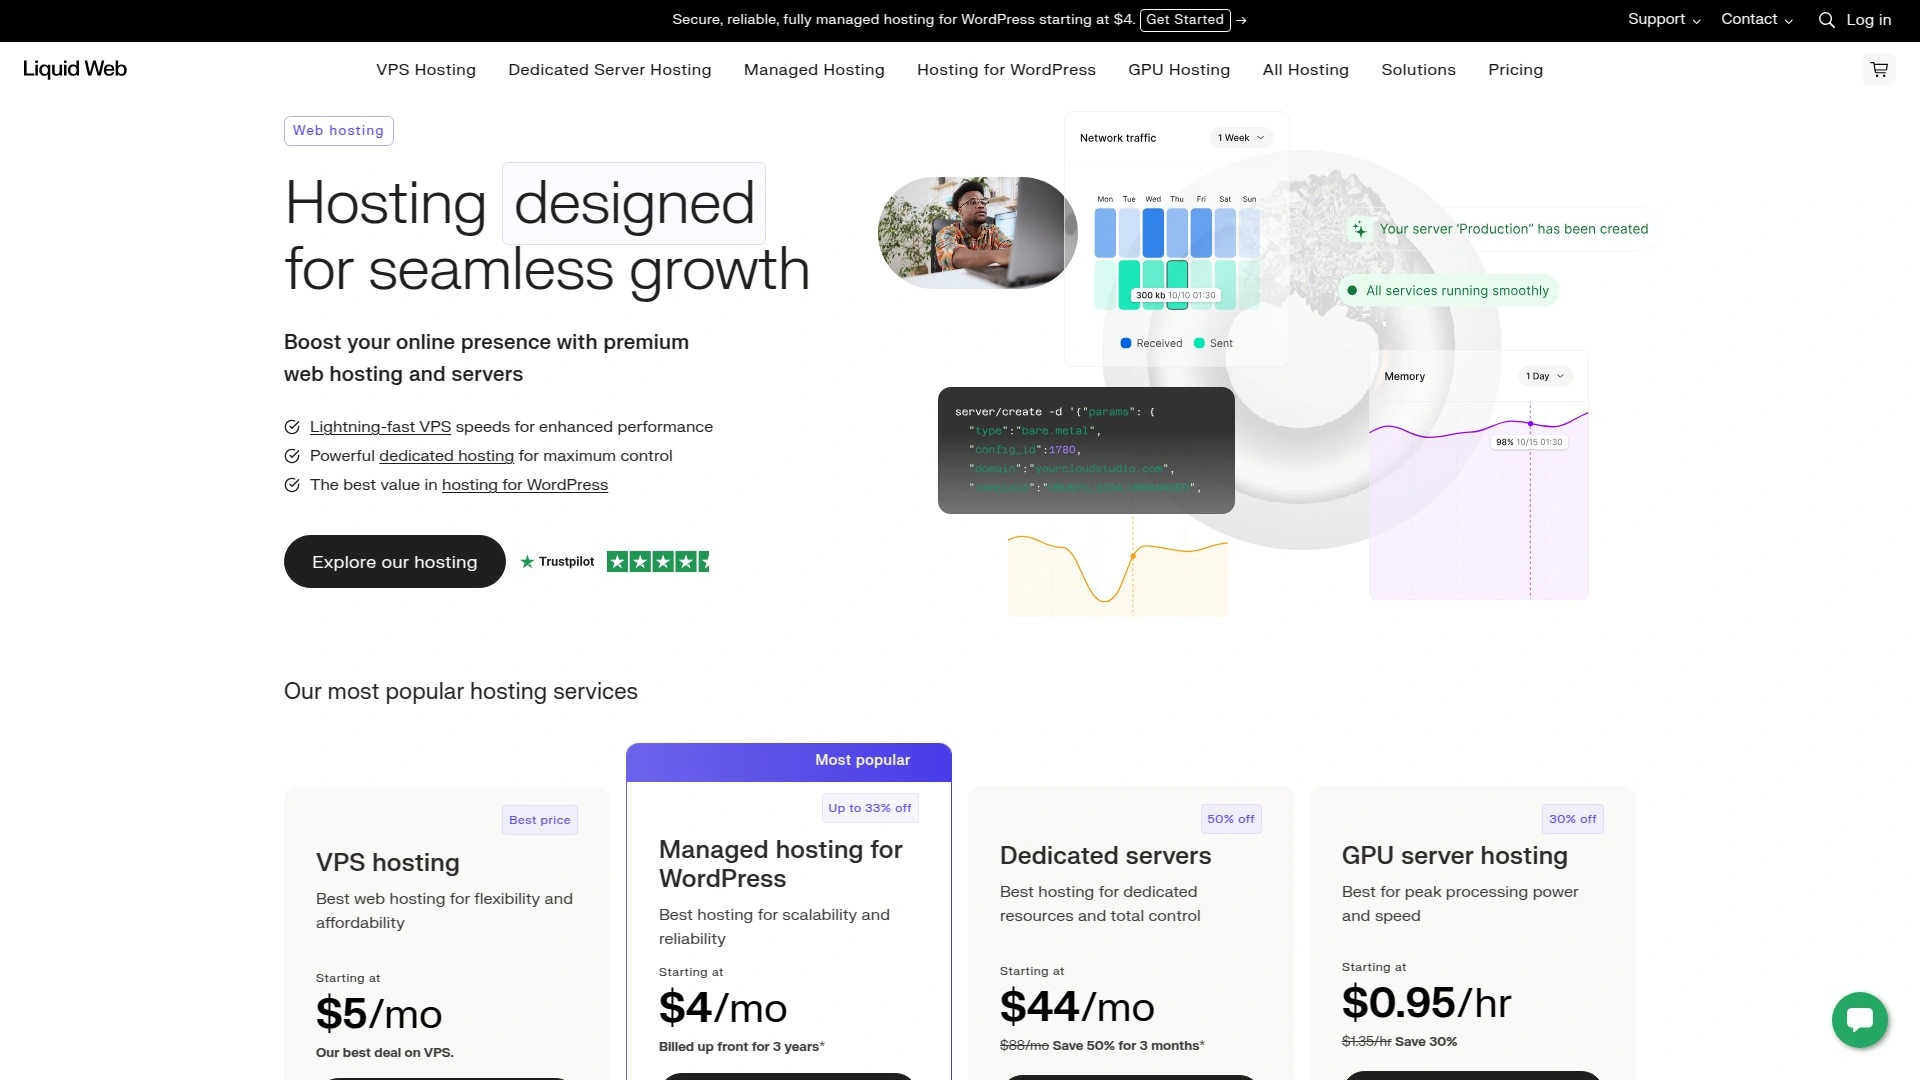 Secure, reliable, fully managed hosting for WordPress starting at $4. Get Started →
Support
Contact
Log in
Liquid Web
VPS Hosting
Dedicated Server Hosting
Managed Hosting
Hosting for WordPress
GPU Hosting
All Hosting
Solutions
Pricing
Web hosting
Hosting designed
for seamless growth
Boost your online presence with premium
web hosting and servers
Lightning-fast VPS speeds for enhanced performance
Powerful dedicated hosting for maximum control
The best value in hosting for WordPress
Explore our hosting
Trustpilot
Network traffic
1 Week
Mon Tue Wed Thu Fri Sat Sun
300 kb 10/10 01:30
Received
Sent
Your server ‘Production” has been created
All services running smoothly
Memory
1 Day
98% 10/15 01:30
server/create -d '{"params": {
"type":"bare.metal",
"config_id":1780,
"domain":"yourcloudstudio.com",
"template":"UBUNTU_2204_UNMANAGED",
Our most popular hosting services
Best price
VPS hosting
Best web hosting for flexibility and
affordability
Starting at
$5/mo
Our best deal on VPS.
Most popular
Up to 33% off
Managed hosting for
WordPress
Best hosting for scalability and
reliability
Starting at
$4/mo
Billed up front for 3 years*
50% off
Dedicated servers
Best hosting for dedicated
resources and total control
Starting at
$44/mo
$88/mo Save 50% for 3 months*
30% off
GPU server hosting
Best for peak processing power
and speed
Starting at
$0.95/hr
$1.35/hr Save 30%